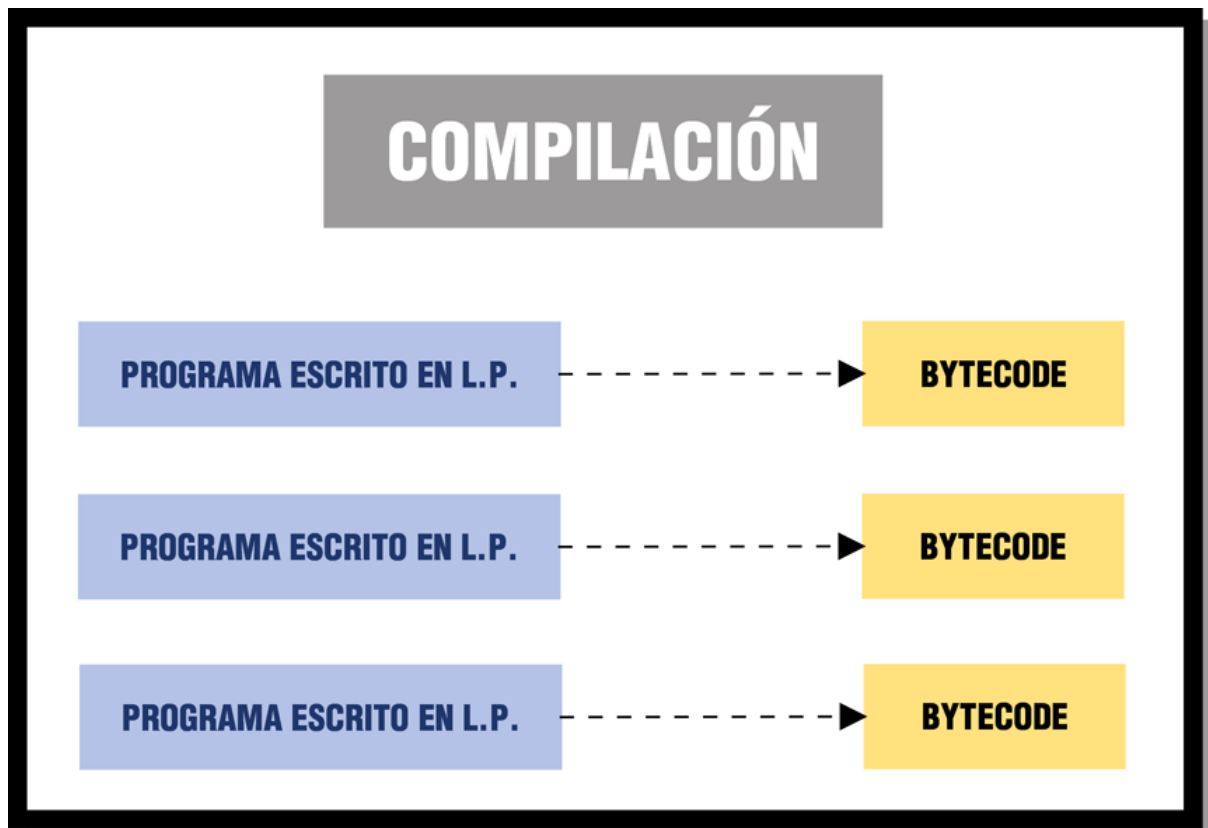 COMPILACIÓN
PROGRAMA ESCRITO EN L.P.
BYTECODE
PROGRAMA ESCRITO EN L.P.
BYTECODE
PROGRAMA ESCRITO EN L.P.
BYTECODE